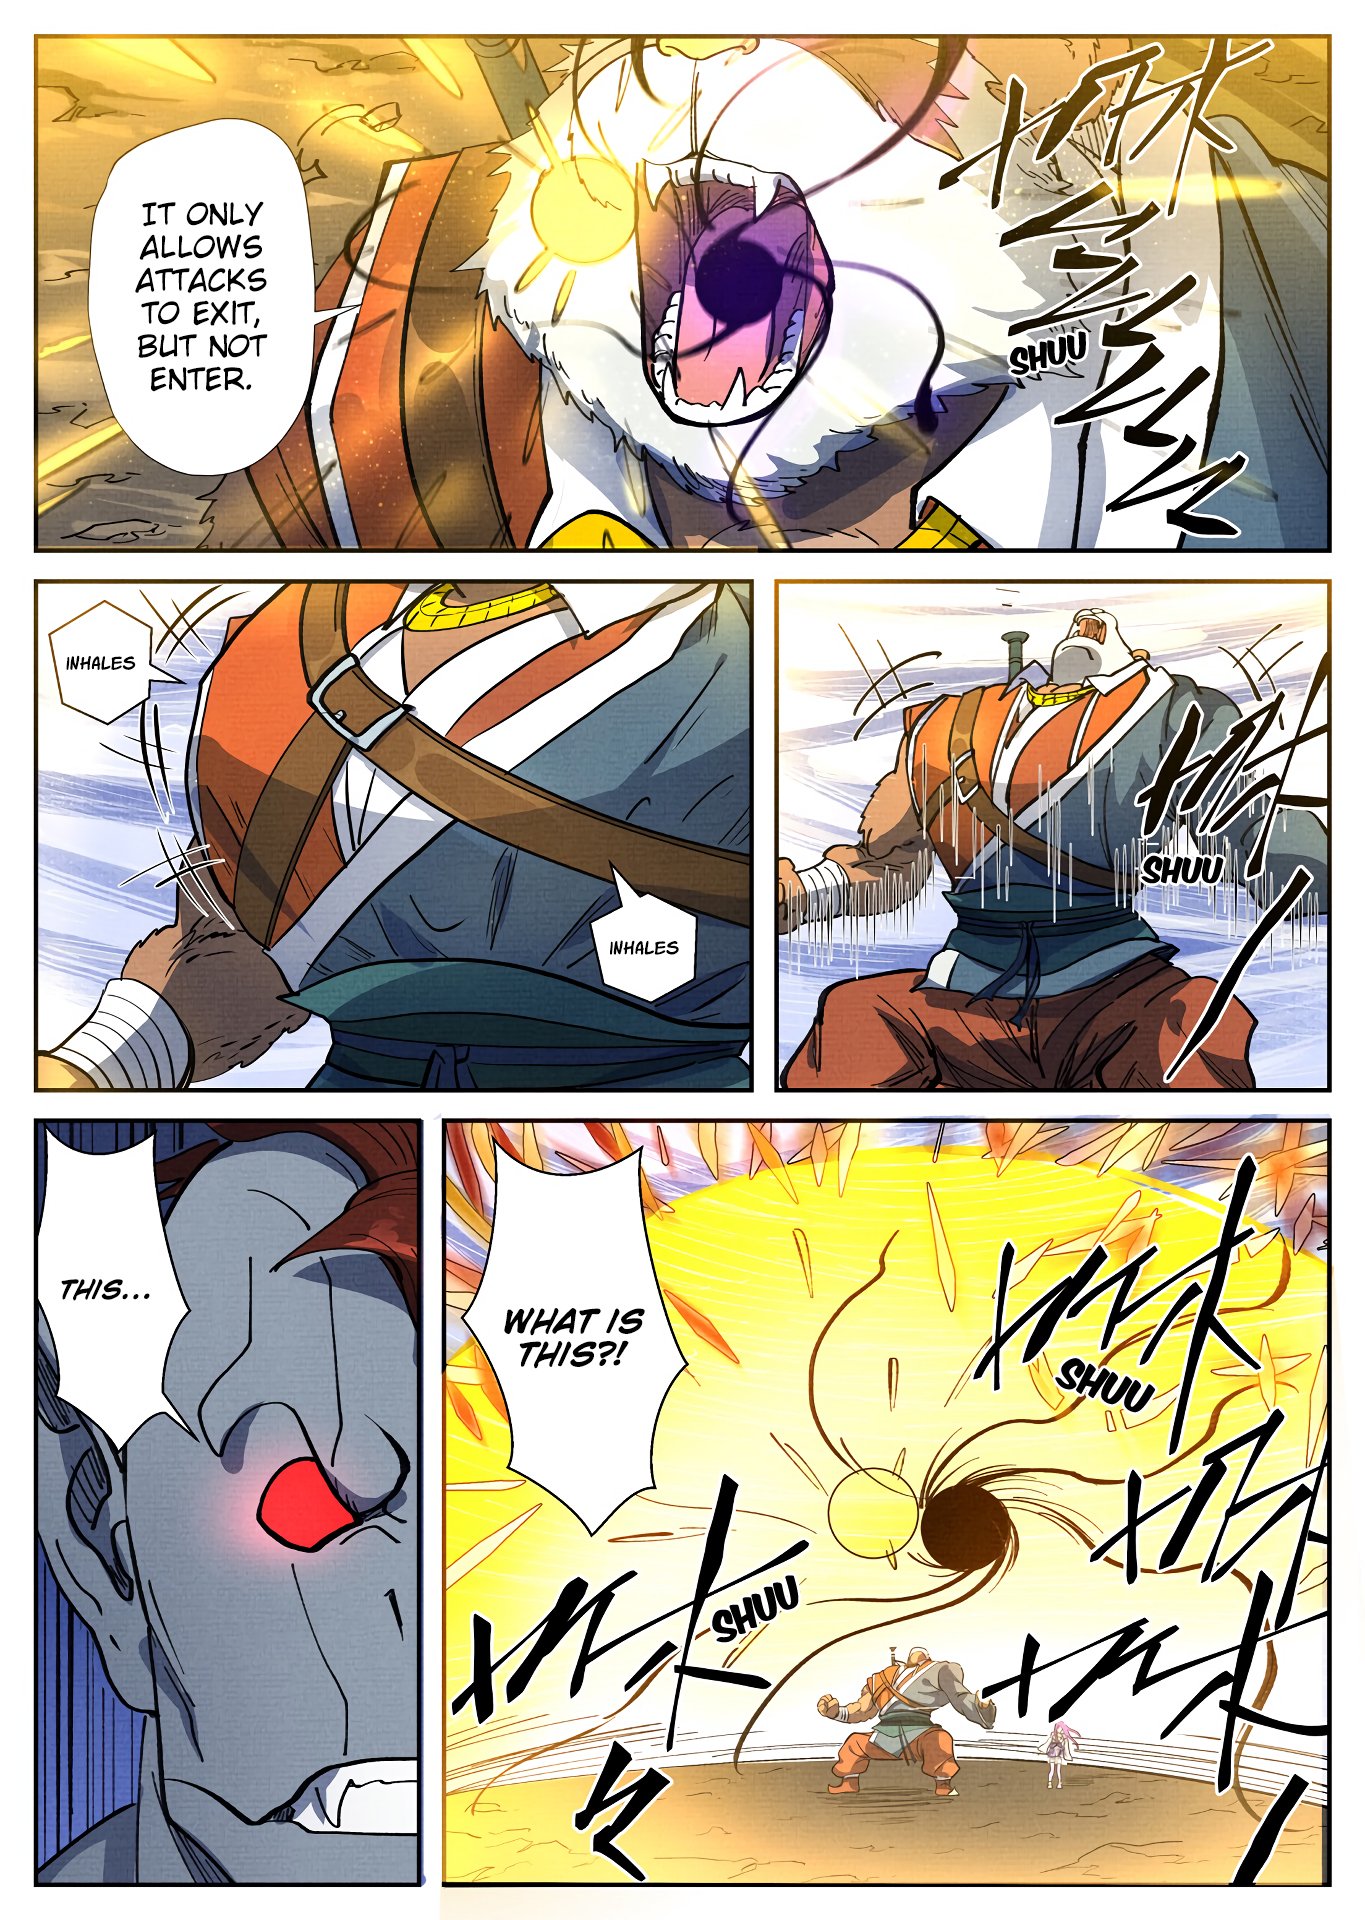 IT ONLY
ALLOWS
ATTACKS
TO EXIT,
BUT NOT
ENTER.
SHUU
INHALES
INHALES
SHUU
THIS...
WHAT IS
THIS?!
SHUU
SHUU